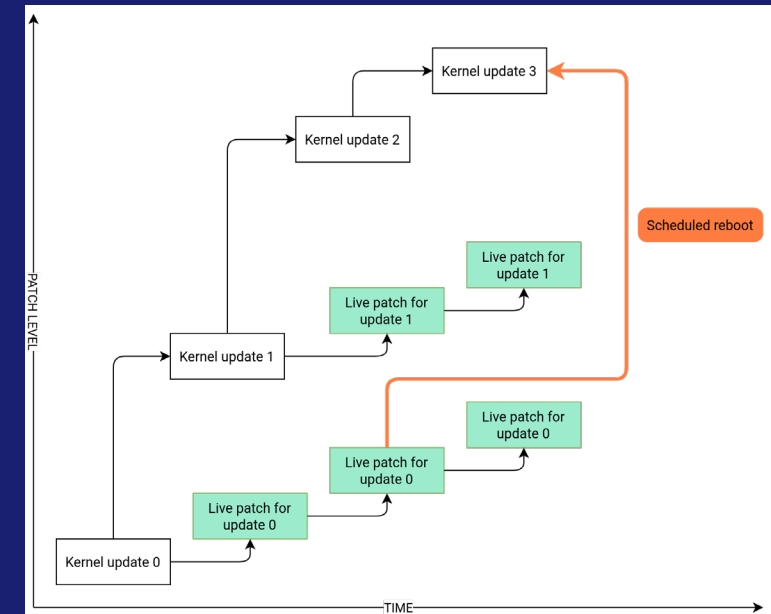 Kernel update 3
Kernel update 2
Scheduled reboot
Live patch for
update 1
PATCH LEVEL
Live patch for
update 1
Kernel update 1
Live patch for
update 0
Live patch for
update 0
Live patch for
update 0
Kernel update 0
TIME